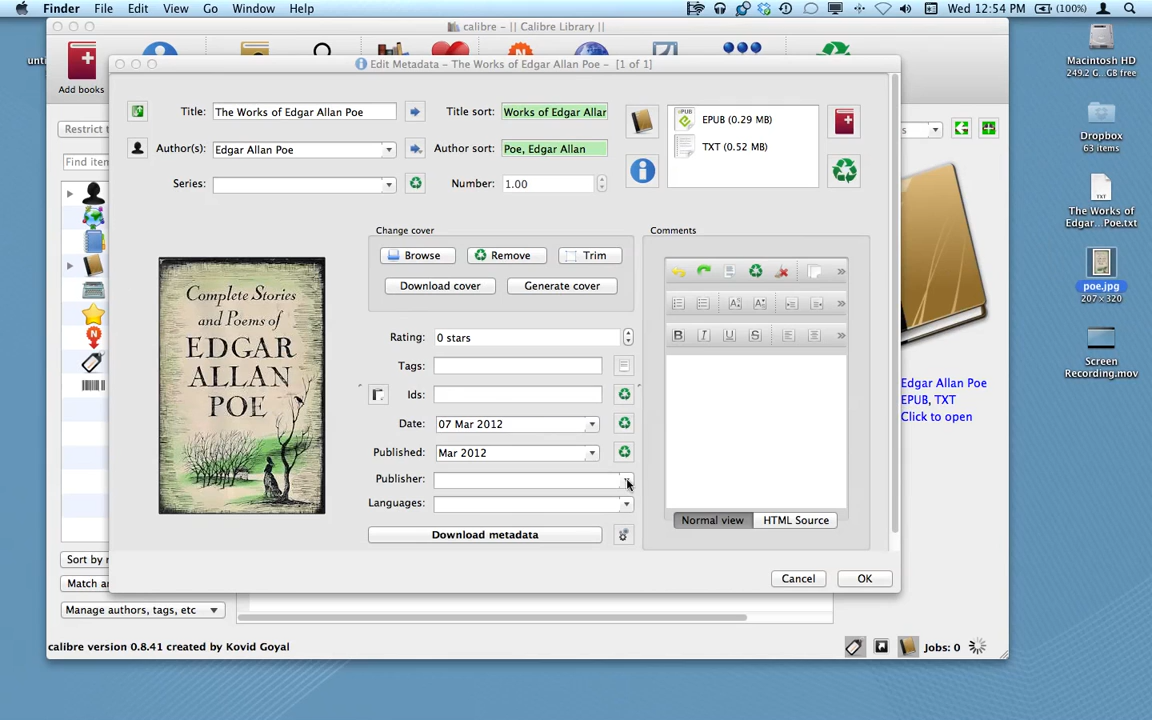 Finder File Edit View Go Window Help
Wed 12:54 PM (100%)
calibre - || Calibre Library ||
Add books
Edit Metadata - The Works of Edgar Allan Poe - [1 of 1]
Title: The Works of Edgar Allan Poe
Title sort: Works of Edgar Allar
Author(s): Edgar Allan Poe
Author sort: Poe, Edgar Allan
Series:
Number: 1.00
EPUB (0.29 MB)
TXT (0.52 MB)
Restrict t
Find iter
Change cover
Browse Remove Trim
Download cover Generate cover
Comments
Complete Stories
and Poems of
EDGAR
ALLAN
POE
Rating: 0 stars
Tags:
Ids:
Date: 07 Mar 2012
Published: Mar 2012
Publisher:
Languages:
Download metadata
B I U S
Normal view HTML Source
Cancel OK
Sort by r
Match ar
Manage authors, tags, etc
calibre version 0.8.41 created by Kovid Goyal
Jobs: 0
Edgar Allan Poe
EPUB, TXT
Click to open
Macintosh HD
249.2 G...GB free
Dropbox
63 items
TXT
The Works of
Edgar...Poe.txt
poe.jpg
207 × 320
Screen
Recording.mov